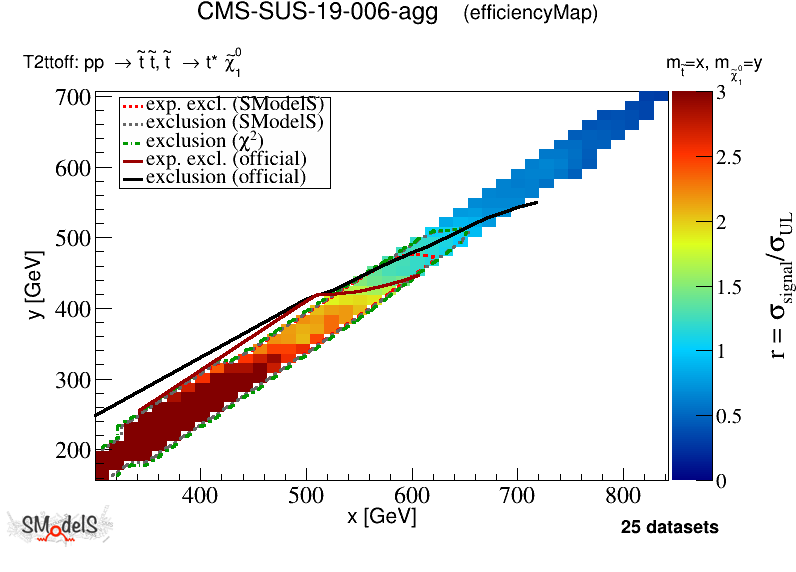 CMS-SUS-19-006-agg (efficiencyMap)
T2ttoff: pp → t̃ t̃, t̃ → t* χ̃₁⁰
m_t̃=x, m_χ̃₁⁰=y
exp. excl. (SModelS)
exclusion (SModelS)
exclusion (χ²)
exp. excl. (official)
exclusion (official)
700
600
500
400
300
200
y [GeV]
400 500 600 700 800
x [GeV]
3
2.5
2
1.5
1
0.5
0
r = σ_signal/σ_UL
SModelS
25 datasets